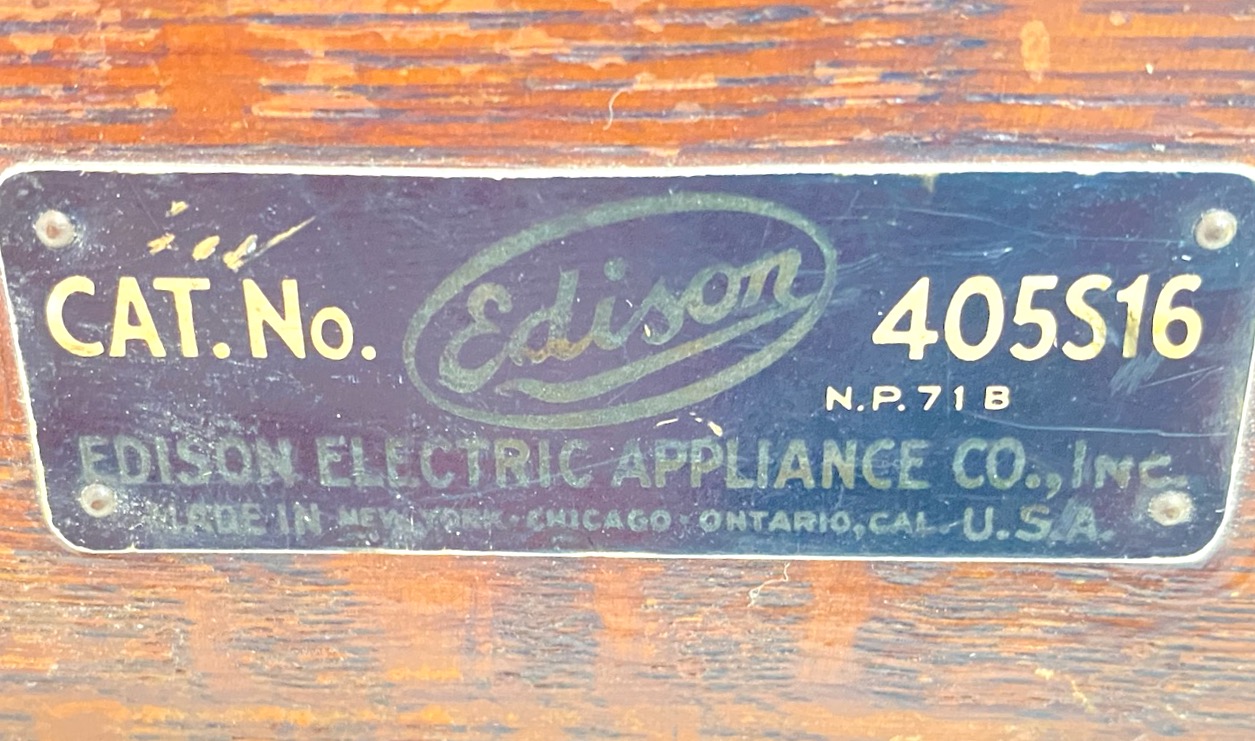 Edison
CAT. No. 405S16
N.P. 71 B
EDISON ELECTRIC APPLIANCE CO., INC.
MADE IN NEW YORK · CHICAGO · ONTARIO, CAL. U.S.A.